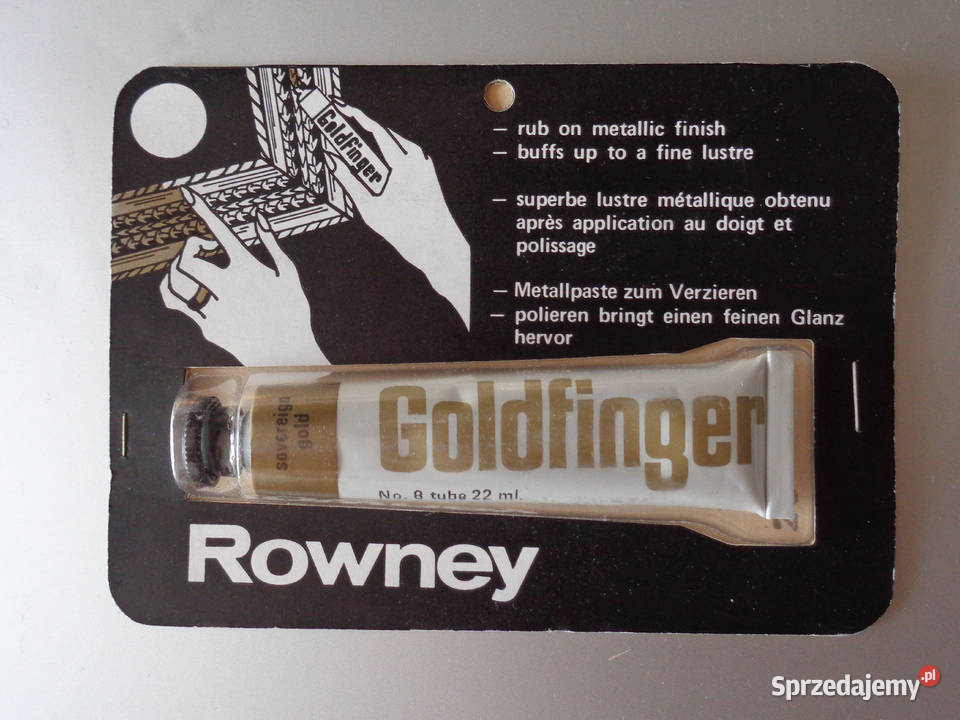 Goldfinger
– rub on metallic finish
– buffs up to a fine lustre
– superbe lustre métallique obtenu
après application au doigt et
polissage
– Metallpaste zum Verzieren
– polieren bringt einen feinen Glanz
hervor
sovereign
gold
Goldfinger
No. 8 tube 22 ml.
Rowney
Sprzedajemy.pl